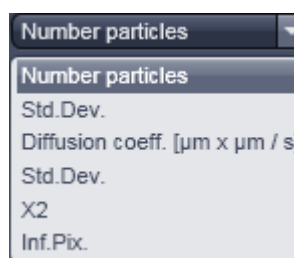 Number particles
Number particles
Std.Dev.
Diffusion coeff. [µm x µm / s
Std.Dev.
X2
Inf.Pix.